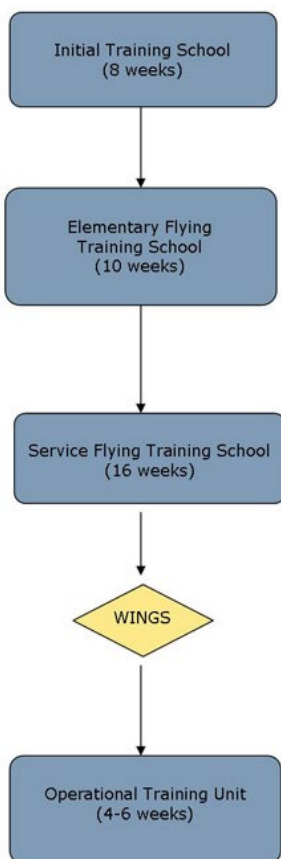 Initial Training School
(8 weeks)
Elementary Flying
Training School
(10 weeks)
Service Flying Training School
(16 weeks)
WINGS
Operational Training Unit
(4-6 weeks)